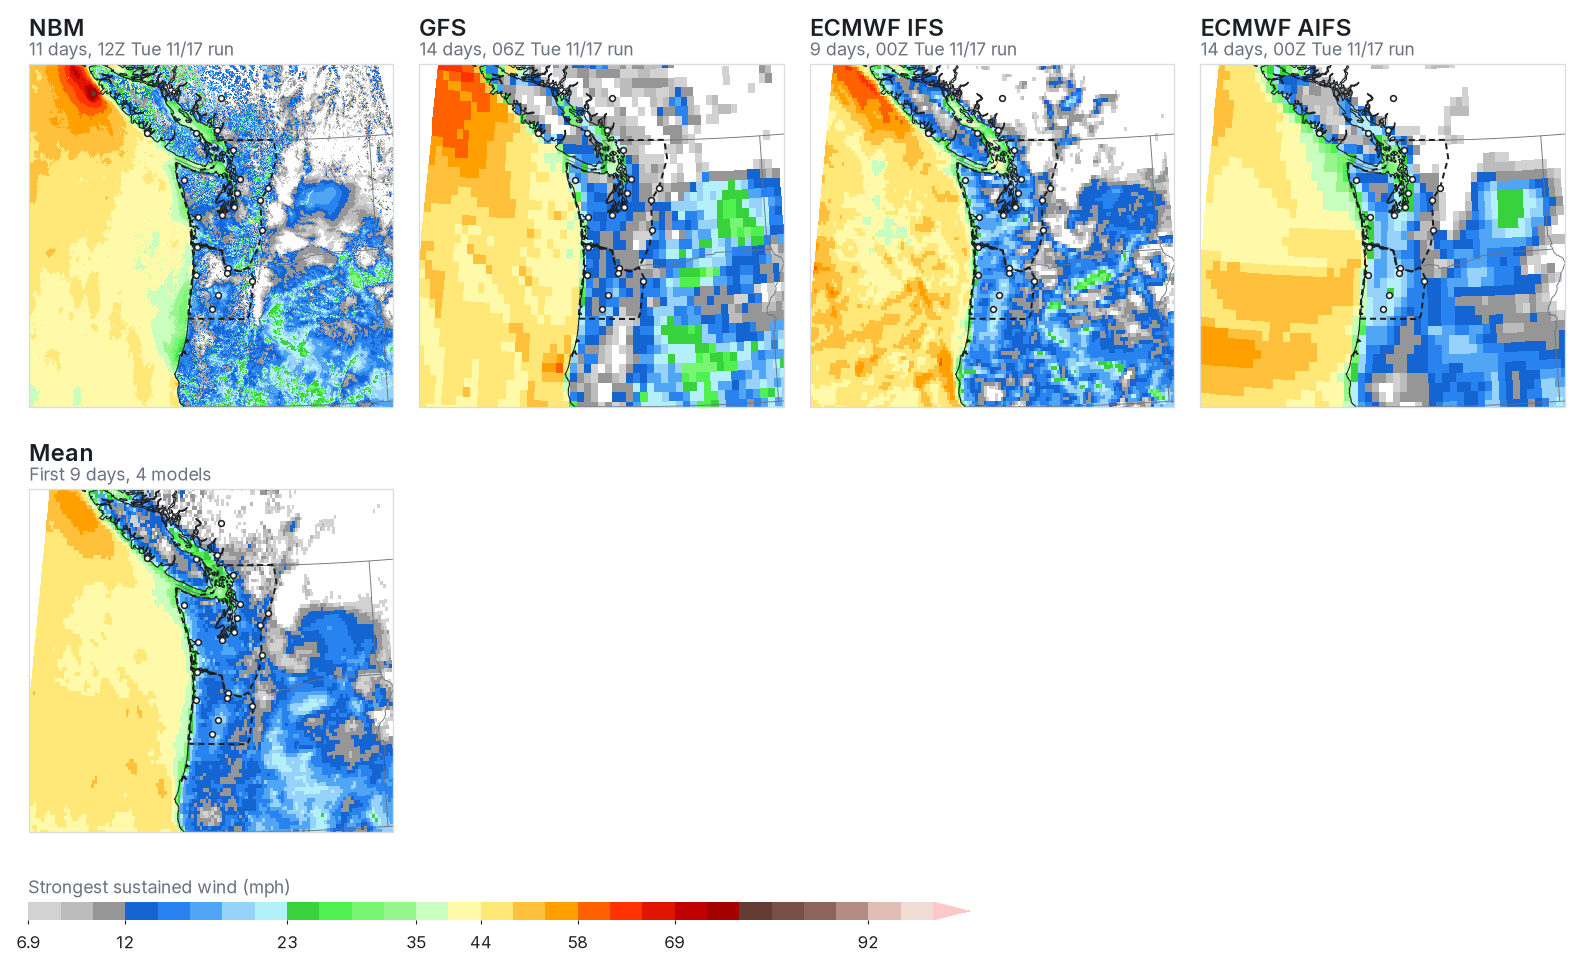 NBM
11 days, 12Z Tue 11/17 run
GFS
14 days, 06Z Tue 11/17 run
ECMWF IFS
9 days, 00Z Tue 11/17 run
ECMWF AIFS
14 days, 00Z Tue 11/17 run
Mean
First 9 days, 4 models
Strongest sustained wind (mph)
6.9 12 23 35 44 58 69 92